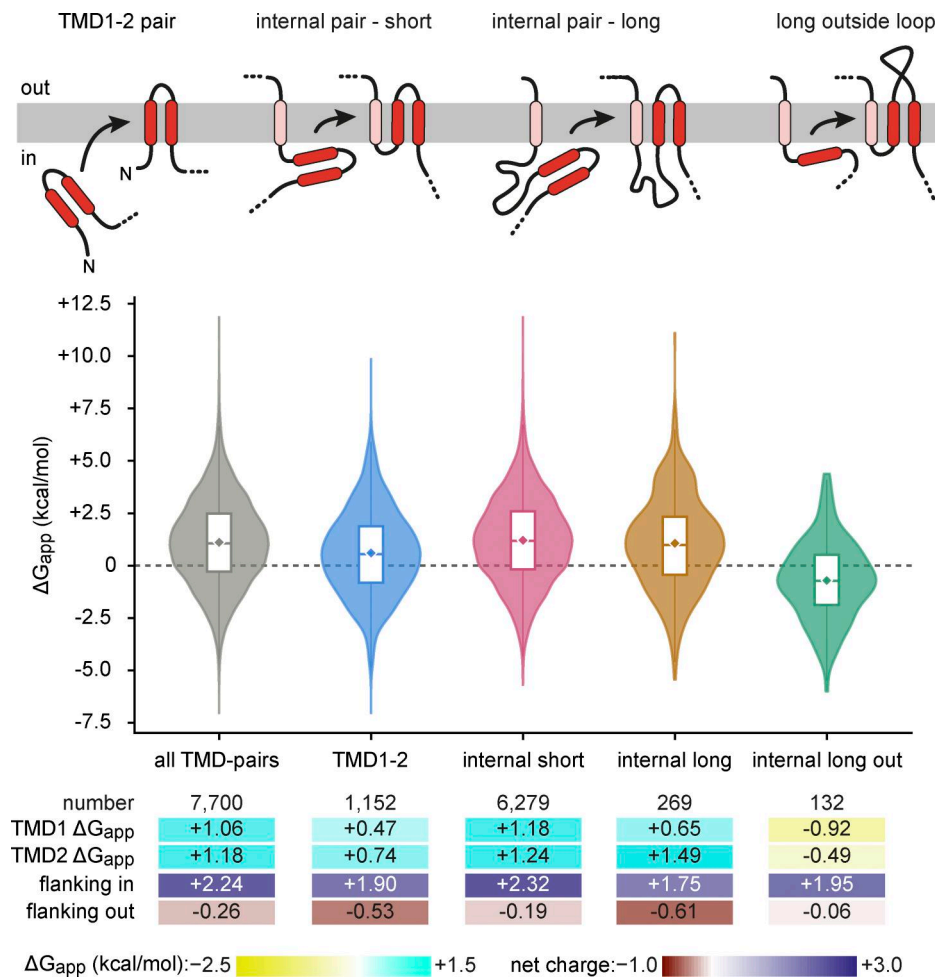 TMD1-2 pair internal pair - short internal pair - long long outside loop
out
in
N
N
+12.5
+10.0
+7.5
+5.0
+2.5
0
-2.5
-5.0
-7.5
ΔGapp (kcal/mol)
all TMD-pairs TMD1-2 internal short internal long internal long out
number 7,700 1,152 6,279 269 132
TMD1 ΔGapp +1.06 +0.47 +1.18 +0.65 -0.92
TMD2 ΔGapp +1.18 +0.74 +1.24 +1.49 -0.49
flanking in +2.24 +1.90 +2.32 +1.75 +1.95
flanking out -0.26 -0.53 -0.19 -0.61 -0.06
ΔGapp (kcal/mol):−2.5 +1.5 net charge:−1.0 +3.0